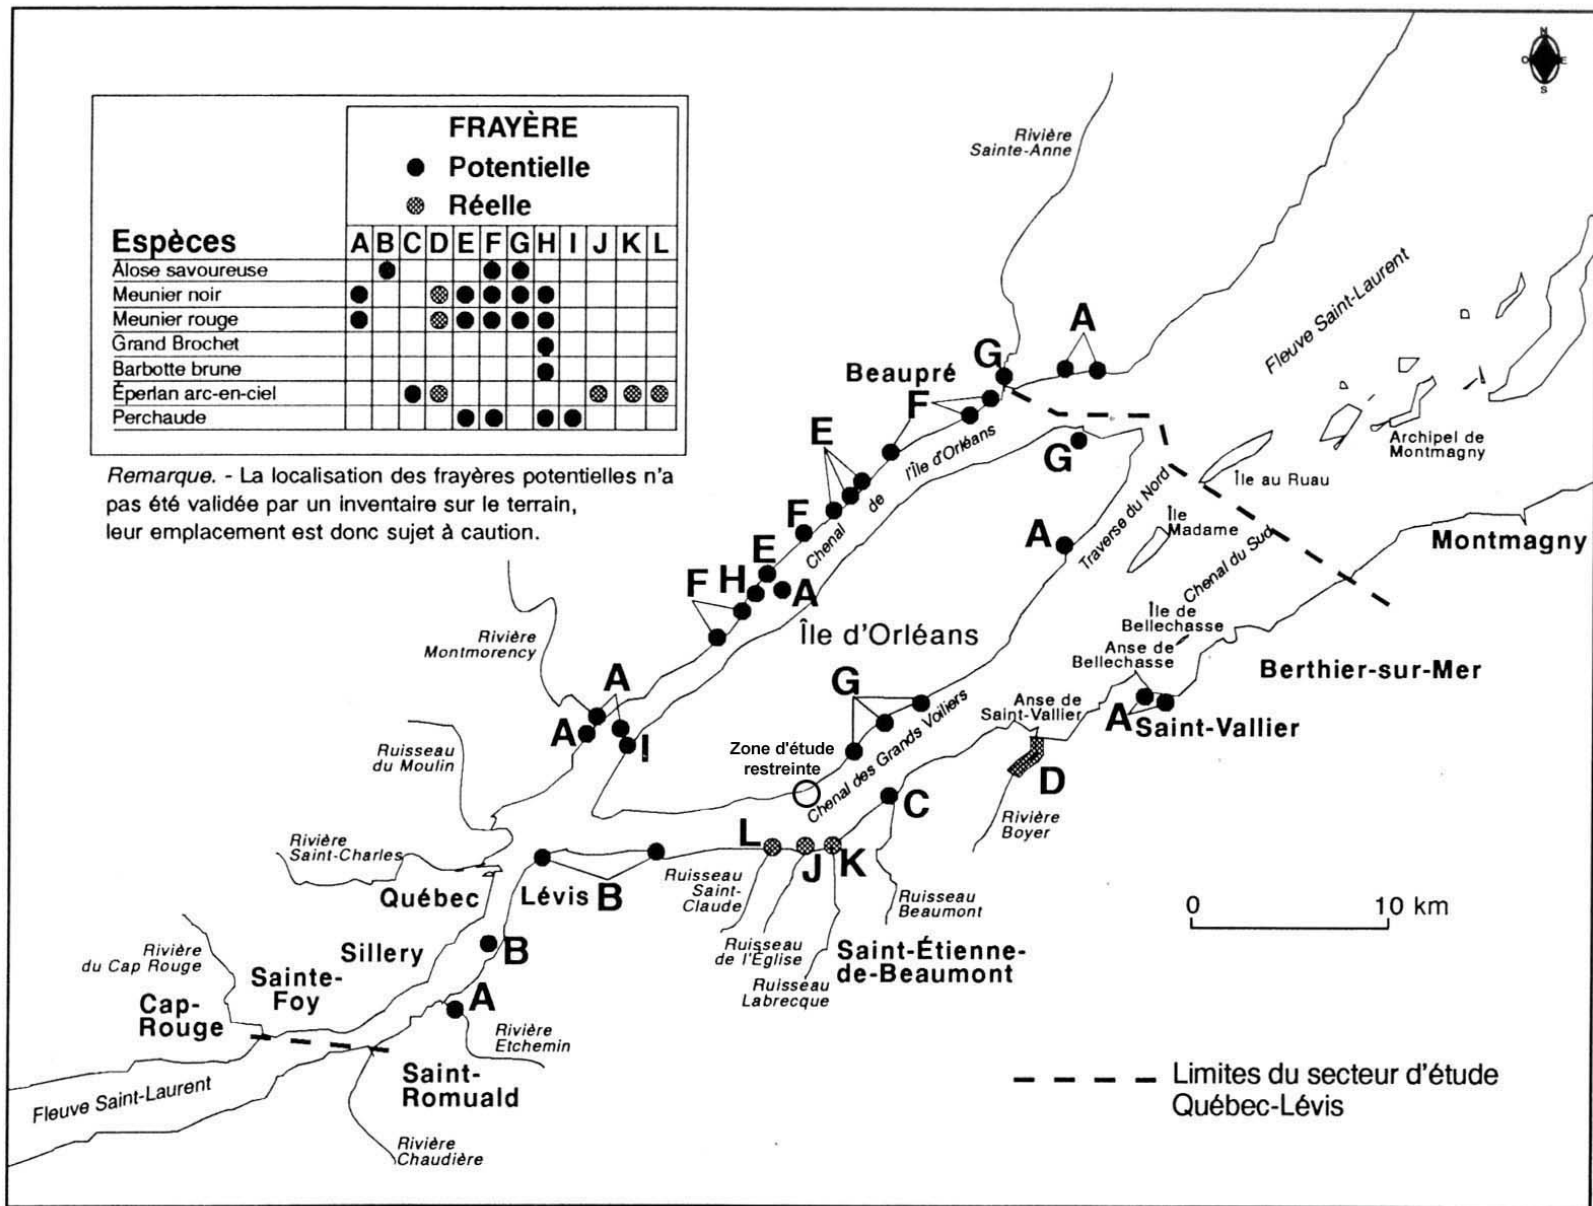 N
O E
S
FRAYÈRE
Potentielle
Réelle
Espèces A B C D E F G H I J K L
Alose savoureuse
Meunier noir
Meunier rouge
Grand Brochet
Barbotte brune
Éperlan arc-en-ciel
Perchaude
Remarque. - La localisation des frayères potentielles n'a
pas été validée par un inventaire sur le terrain,
leur emplacement est donc sujet à caution.
Rivière
Sainte-Anne
Fleuve Saint-Laurent
A
G
Beaupré
F
E
Chenal de l'Île d'Orléans
G
Archipel de
Montmagny
Île au Ruau
Traverse du Nord
Île
Madame
Montmagny
F
A
Chenal du Sud
E
H
F
A
Île d'Orléans
Île de
Bellechasse
Anse de
Bellechasse
Berthier-sur-Mer
Rivière
Montmorency
A
A
I
G
Anse de
Saint-Vallier
A
Saint-Vallier
Zone d'étude
restreinte
Chenal des Grands Voiliers
D
Ruisseau
du Moulin
C
Rivière
Boyer
Rivière
Saint-Charles
L
J
K
Québec
Lévis
B
Ruisseau
Saint-
Claude
Ruisseau
Beaumont
0 10 km
Rivière
du Cap Rouge
Sillery
B
Ruisseau
de l'Église
Saint-Étienne-
de-Beaumont
Sainte-
Foy
Ruisseau
Labrecque
Cap-
Rouge
A
Rivière
Etchemin
Saint-
Romuald
Fleuve Saint-Laurent
Rivière
Chaudière
Limites du secteur d'étude
Québec-Lévis